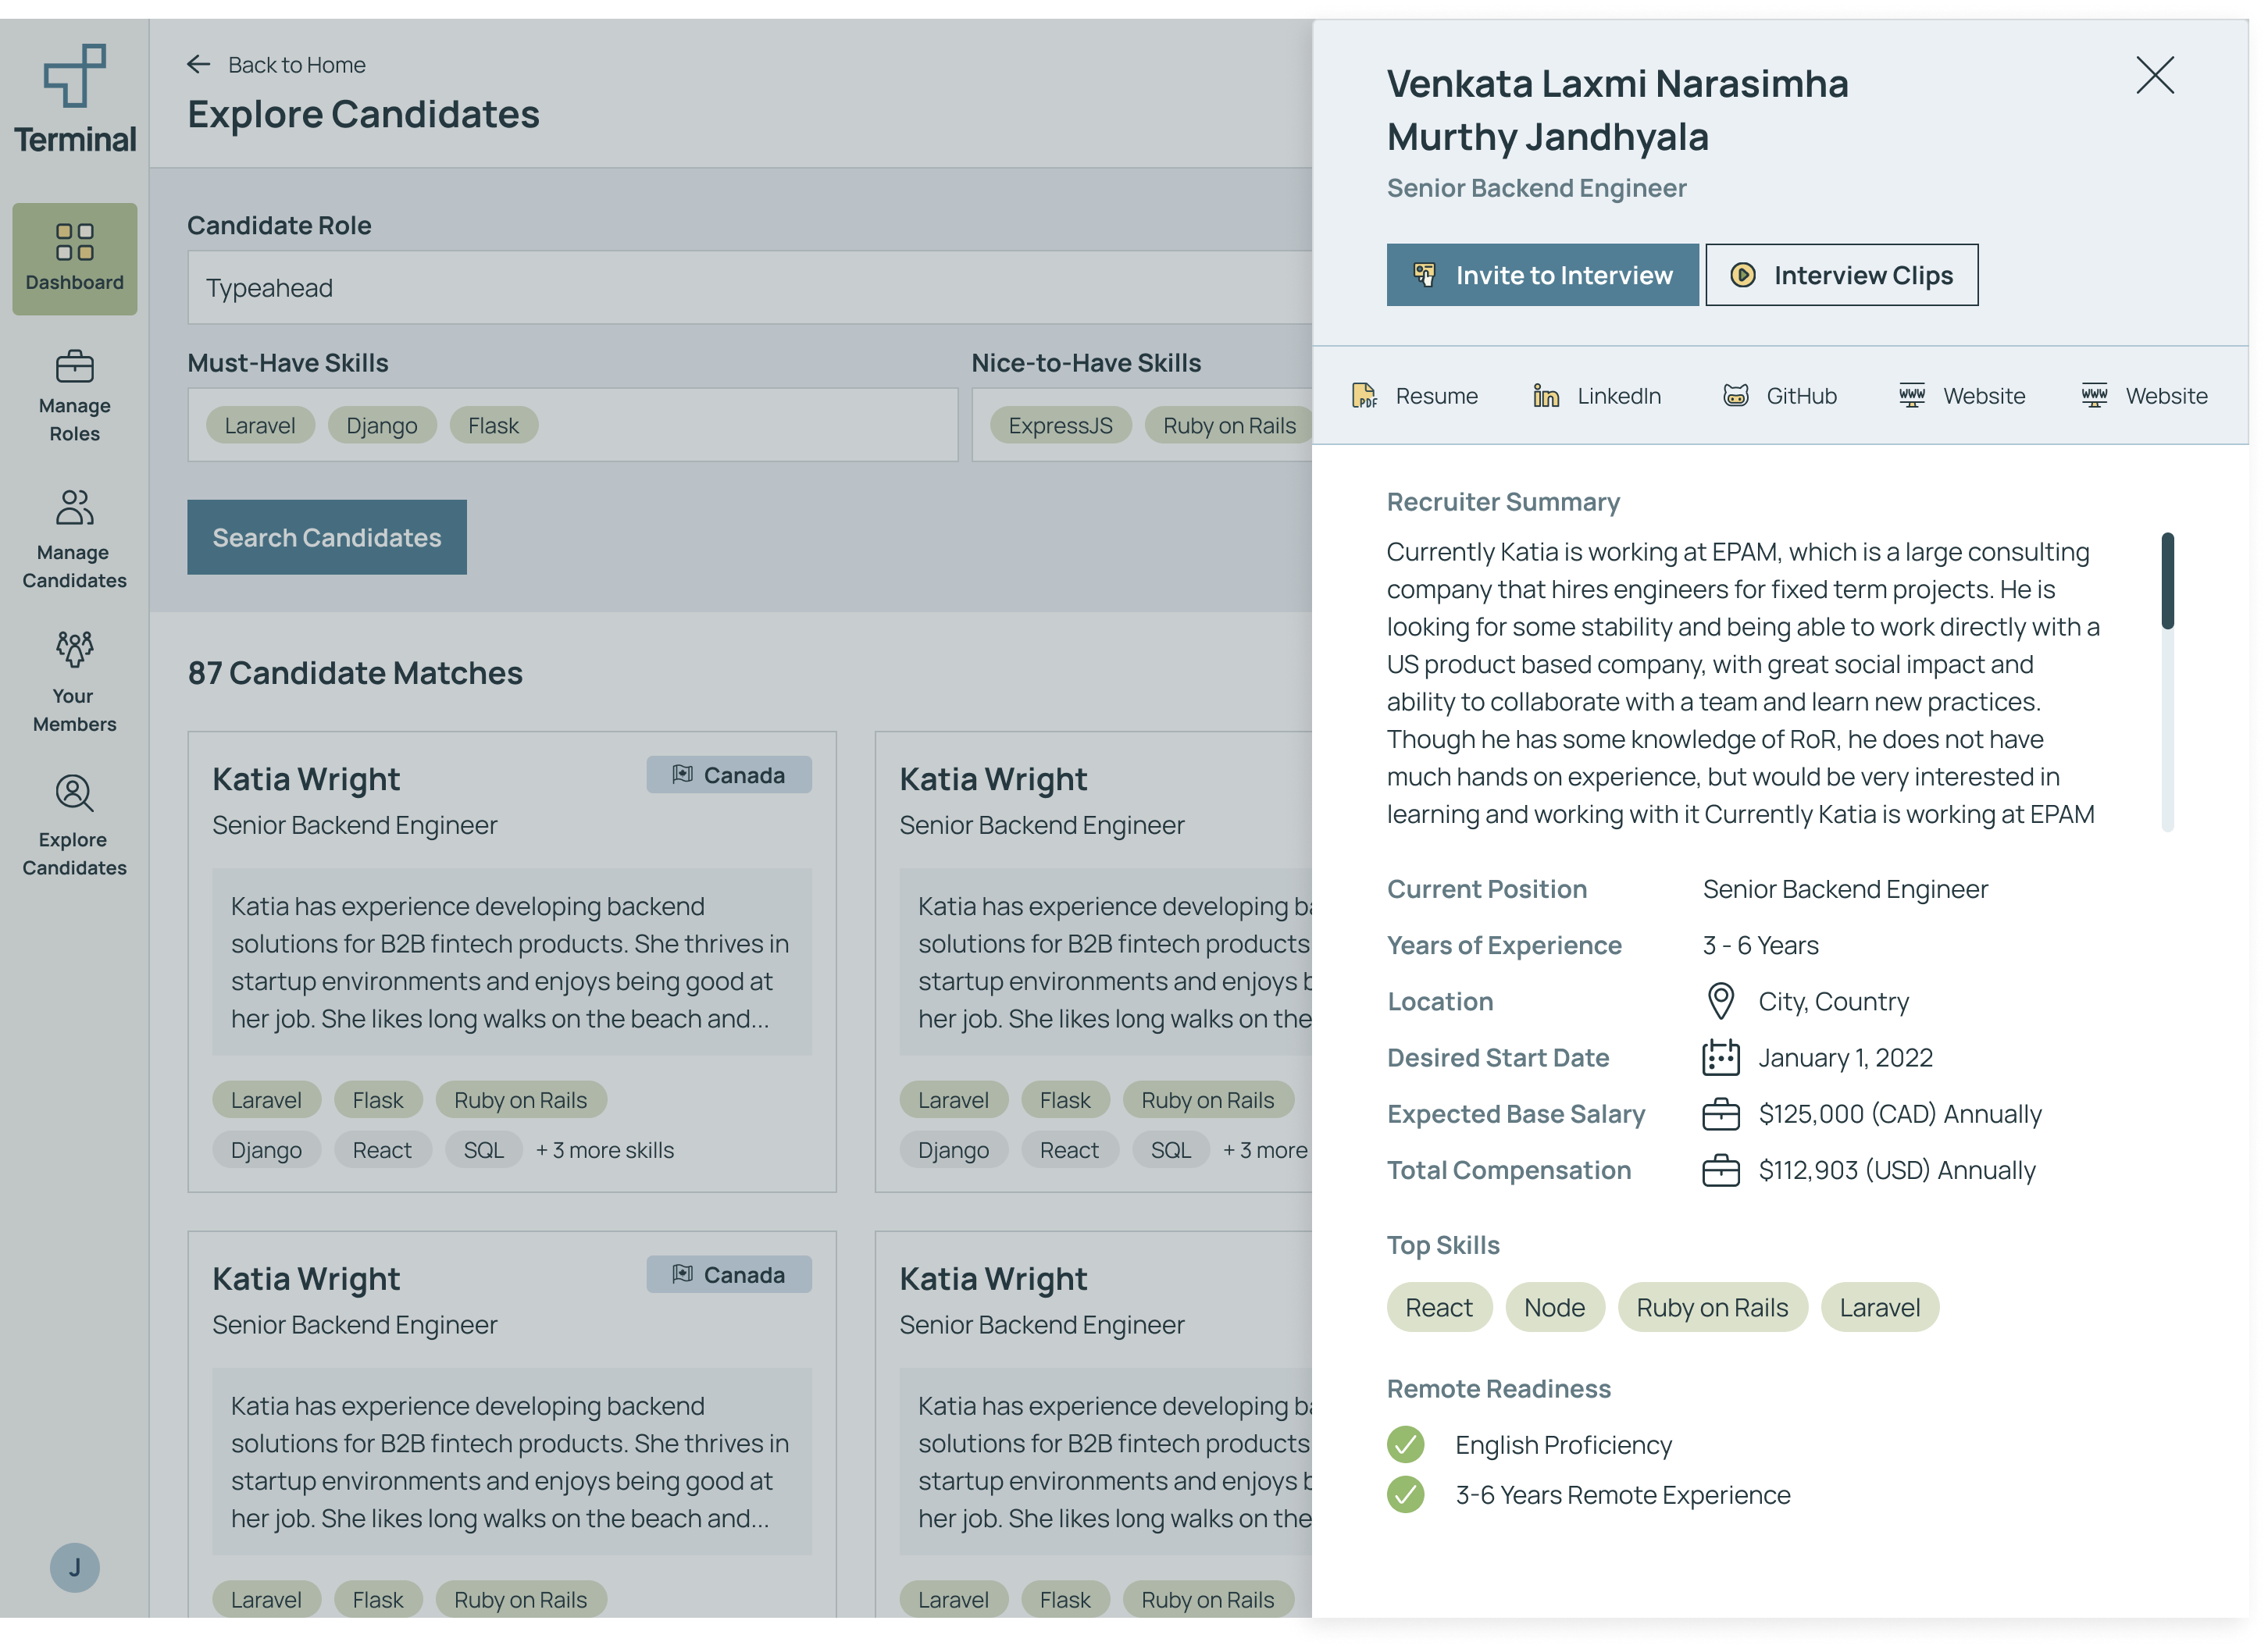 Terminal
Dashboard
Manage
Roles
Manage
Candidates
Your
Members
Explore
Candidates
J
Back to Home
Explore Candidates
Candidate Role
Typeahead
Must-Have Skills
Laravel Django Flask
Nice-to-Have Skills
ExpressJS Ruby on Rails
Search Candidates
87 Candidate Matches
Katia Wright
Canada
Senior Backend Engineer
Katia has experience developing backend
solutions for B2B fintech products. She thrives in
startup environments and enjoys being good at
her job. She likes long walks on the beach and...
Laravel Flask Ruby on Rails
Django React SQL + 3 more skills
Katia Wright
Senior Backend Engineer
Katia has experience developing
solutions for B2B fintech products
startup environments and enjoys
her job. She likes long walks on the
Laravel Flask Ruby on Rails
Django React SQL + 3 more
Katia Wright
Canada
Senior Backend Engineer
Katia has experience developing backend
solutions for B2B fintech products. She thrives in
startup environments and enjoys being good at
her job. She likes long walks on the beach and...
Laravel Flask Ruby on Rails
Katia Wright
Senior Backend Engineer
Katia has experience developing
solutions for B2B fintech products
startup environments and enjoys
her job. She likes long walks on the
Laravel Flask Ruby on Rails
Venkata Laxmi Narasimha
Murthy Jandhyala
Senior Backend Engineer
Invite to Interview
Interview Clips
PDF Resume
in LinkedIn
GitHub
WWW Website
WWW Website
Recruiter Summary
Currently Katia is working at EPAM, which is a large consulting
company that hires engineers for fixed term projects. He is
looking for some stability and being able to work directly with a
US product based company, with great social impact and
ability to collaborate with a team and learn new practices.
Though he has some knowledge of RoR, he does not have
much hands on experience, but would be very interested in
learning and working with it Currently Katia is working at EPAM
Current Position Senior Backend Engineer
Years of Experience 3 - 6 Years
Location City, Country
Desired Start Date January 1, 2022
Expected Base Salary $125,000 (CAD) Annually
Total Compensation $112,903 (USD) Annually
Top Skills
React Node Ruby on Rails Laravel
Remote Readiness
English Proficiency
3-6 Years Remote Experience